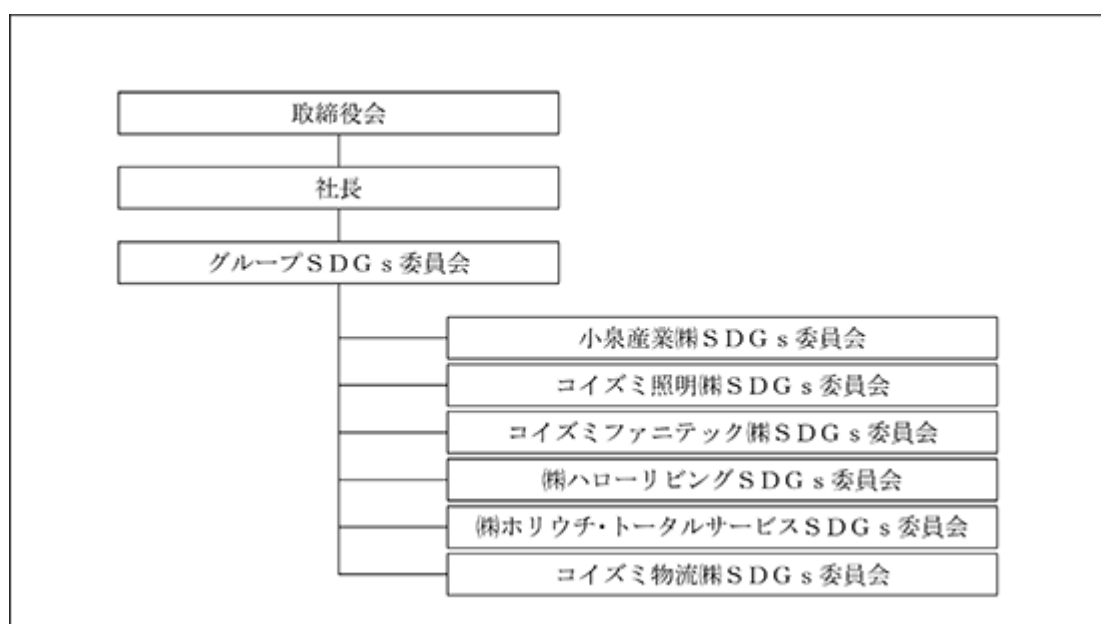 取締役会
社長
グループＳＤＧｓ委員会
小泉産業㈱ＳＤＧｓ委員会
コイズミ照明㈱ＳＤＧｓ委員会
コイズミファニテック㈱ＳＤＧｓ委員会
㈱ハローリビングＳＤＧｓ委員会
㈱ホリウチ・トータルサービスＳＤＧｓ委員会
コイズミ物流㈱ＳＤＧｓ委員会